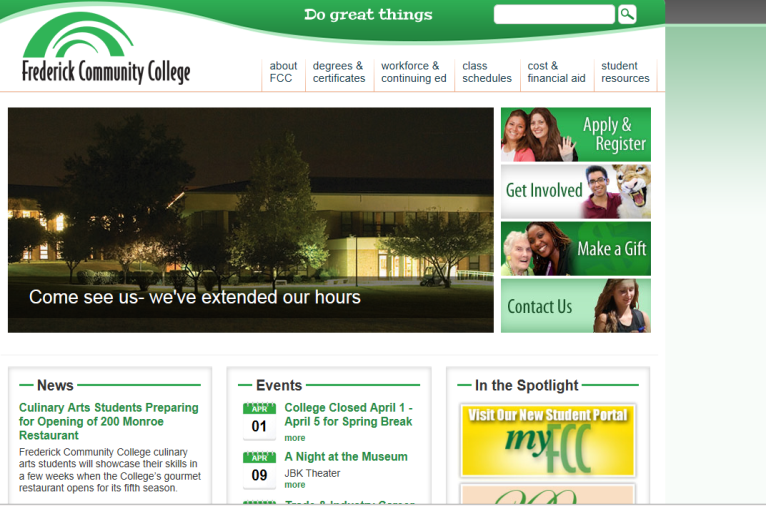 Do great things
Frederick Community College
about
FCC
degrees &
certificates
workforce &
continuing ed
class
schedules
cost &
financial aid
student
resources
Come see us- we've extended our hours
Apply &
Register
Get Involved
Make a Gift
Contact Us
News
Culinary Arts Students Preparing
for Opening of 200 Monroe
Restaurant
Frederick Community College culinary
arts students will showcase their skills in
a few weeks when the College's gourmet
restaurant opens for its fifth season.
Events
APR
01
College Closed April 1 -
April 5 for Spring Break
more
APR
09
A Night at the Museum
JBK Theater
more
In the Spotlight
Visit Our New Student Portal
myFCC